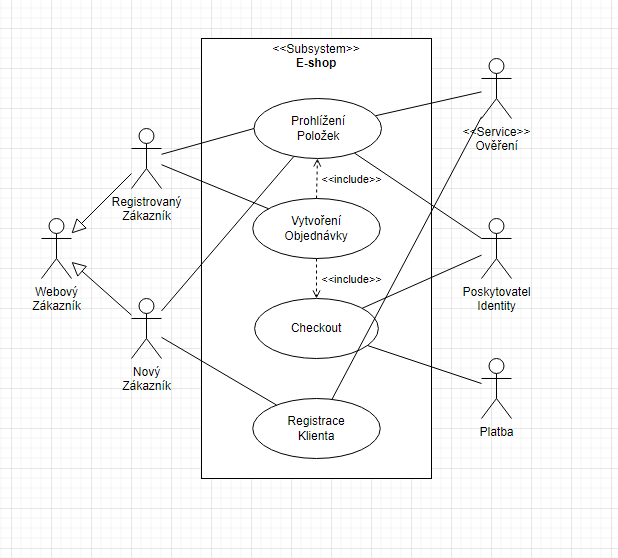 <<Subsystem>>
E-shop
Prohlížení
Položek
<<Service>>
Ověření
<<include>>
Registrovaný
Zákazník
Vytvoření
Objednávky
<<include>>
Webový
Zákazník
Poskytovatel
Identity
Checkout
Nový
Zákazník
Registrace
Klienta
Platba